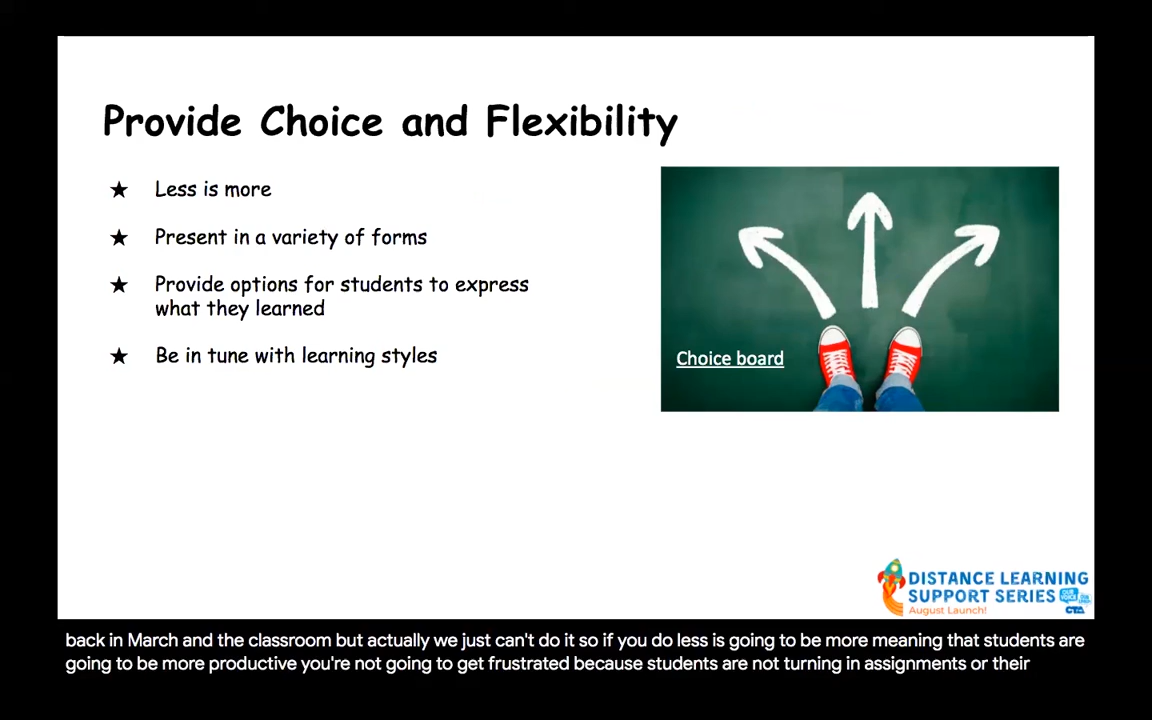 Provide Choice and Flexibility
★ Less is more
★ Present in a variety of forms
★ Provide options for students to express
what they learned
★ Be in tune with learning styles
Choice board
DISTANCE LEARNING
SUPPORT SERIES
August Launch!
CTA
back in March and the classroom but actually we just can't do it so if you do less is going to be more meaning that students are
going to be more productive you're not going to get frustrated because students are not turning in assignments or their